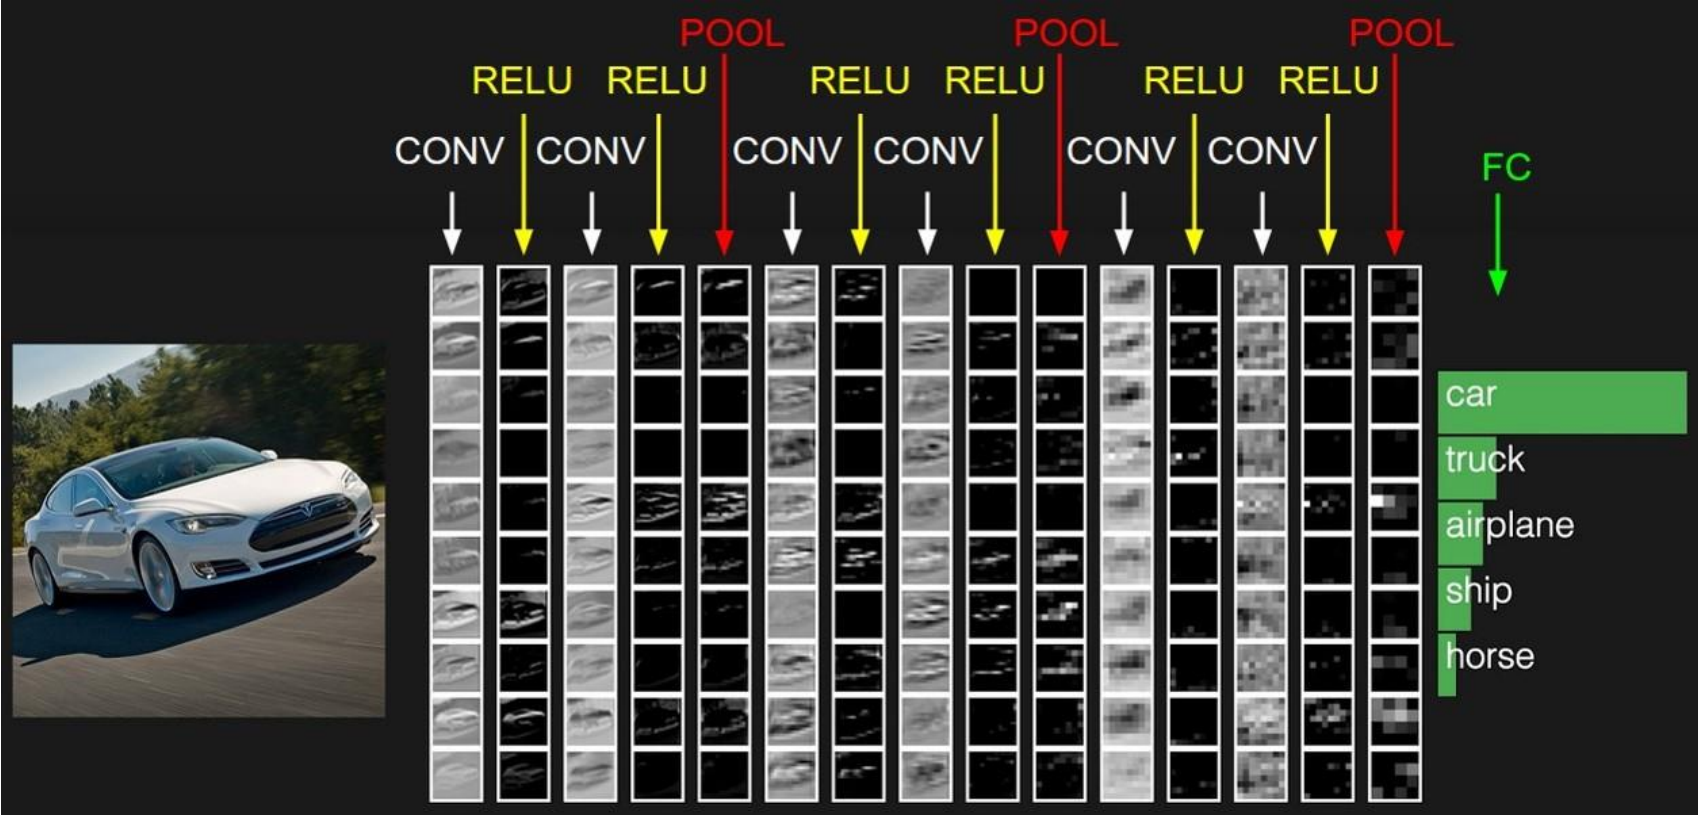 POOL POOL POOL
RELU RELU RELU RELU RELU RELU
CONV CONV CONV CONV CONV CONV
FC
car
truck
airplane
ship
horse